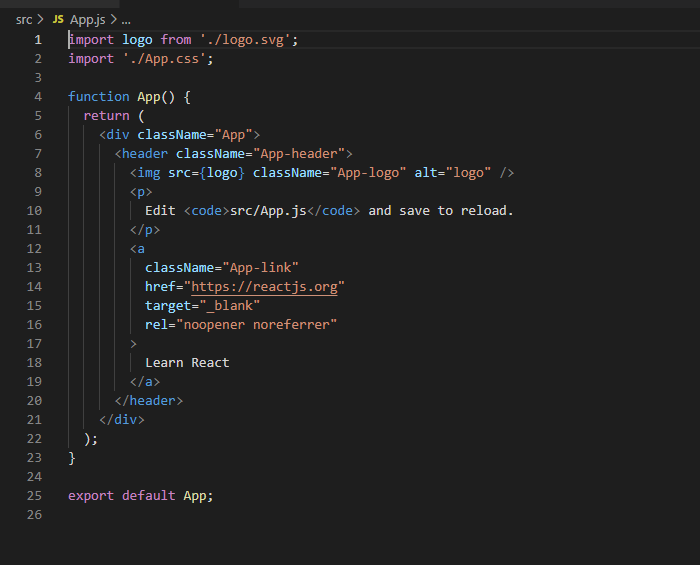 src > JS App.js > ...
1 import logo from './logo.svg';
2 import './App.css';
3
4 function App() {
5   return (
6     <div className="App">
7       <header className="App-header">
8         <img src={logo} className="App-logo" alt="logo" />
9         <p>
10           Edit <code>src/App.js</code> and save to reload.
11         </p>
12         <a
13           className="App-link"
14           href="https://reactjs.org"
15           target="_blank"
16           rel="noopener noreferrer"
17         >
18           Learn React
19         </a>
20       </header>
21     </div>
22   );
23 }
24
25 export default App;
26